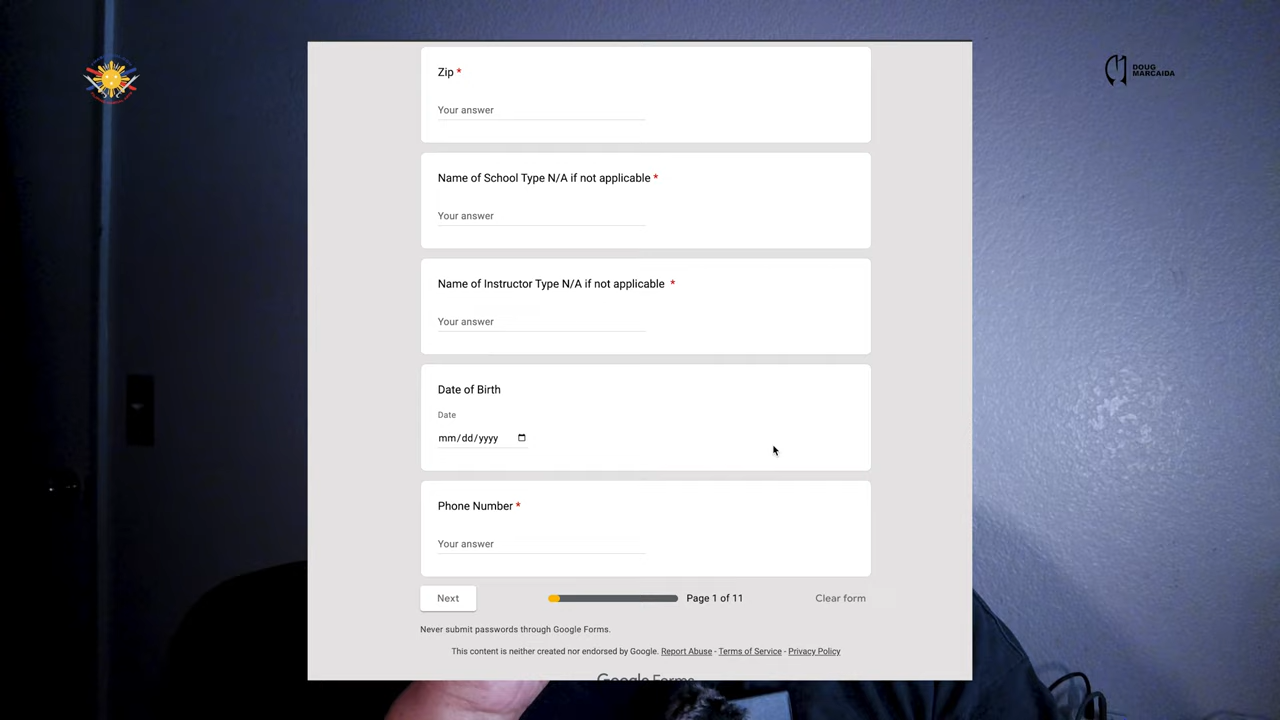 DOUG
MARCAIDA
Zip *
Your answer
Name of School Type N/A if not applicable *
Your answer
Name of Instructor Type N/A if not applicable *
Your answer
Date of Birth
Date
mm/dd/yyyy
Phone Number *
Your answer
Next
Page 1 of 11
Clear form
Never submit passwords through Google Forms.
This content is neither created nor endorsed by Google. Report Abuse - Terms of Service - Privacy Policy
Google Forms